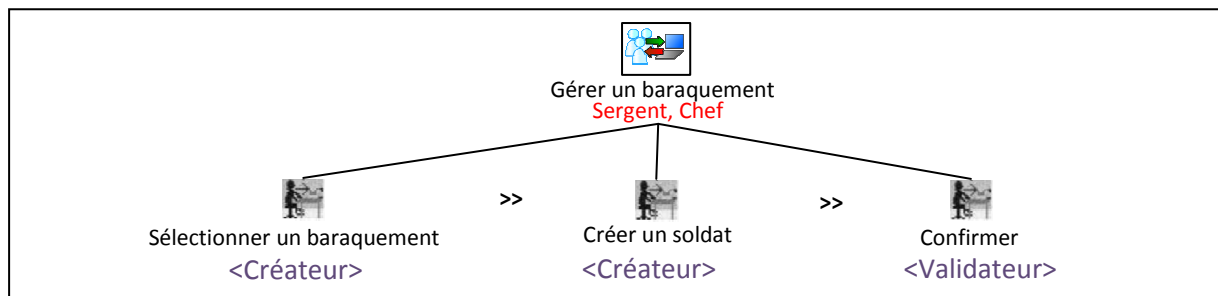 Gérer un baraquement
Sergent, Chef
>>
>>
Sélectionner un baraquement
Créer un soldat
Confirmer
<Créateur>
<Créateur>
<Validateur>